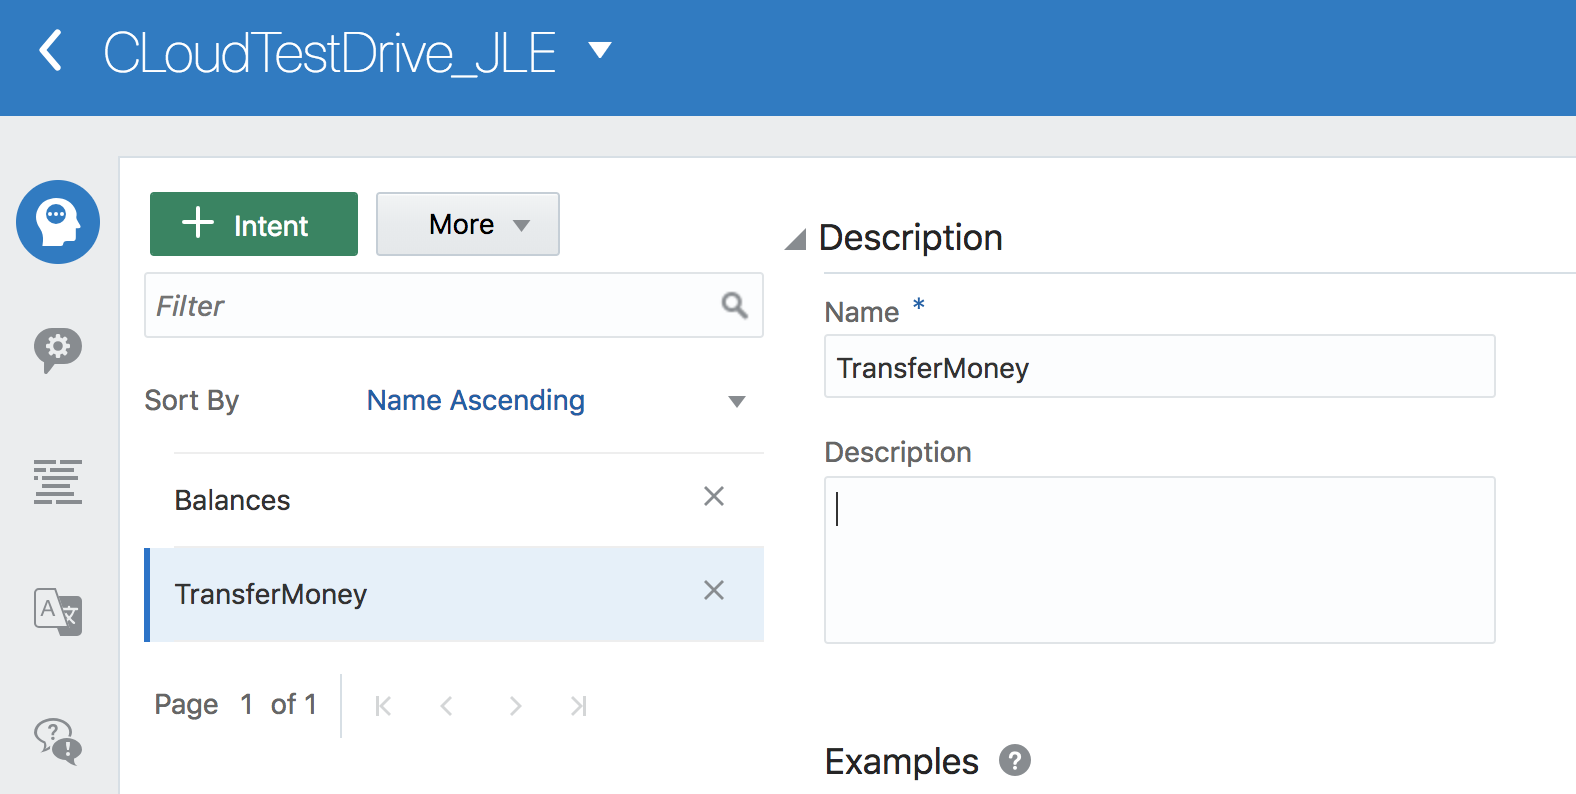 CLoudTestDrive_JLE
+ Intent
More
Filter
Sort By Name Ascending
Balances
TransferMoney
Page 1 of 1
Description
Name *
TransferMoney
Description
Examples ?
A 文
? !